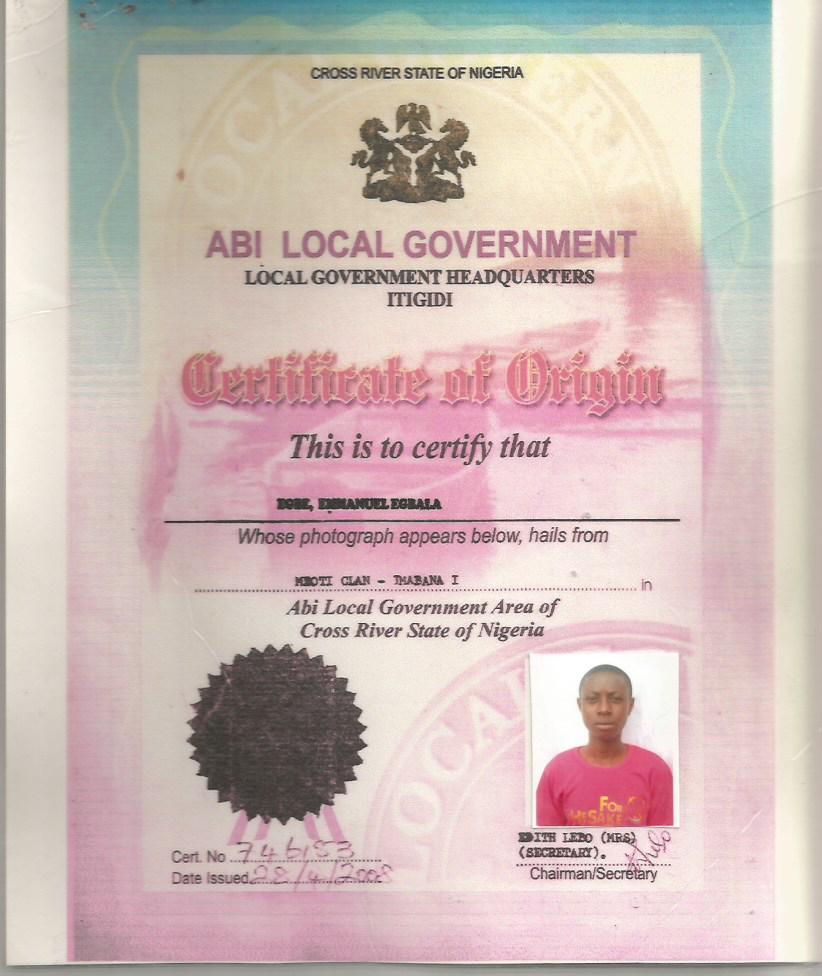 CROSS RIVER STATE OF NIGERIA
ABI LOCAL GOVERNMENT
LOCAL GOVERNMENT HEADQUARTERS
ITIGIDI
Certificate of Origin
This is to certify that
EGBE, EMMANUEL EGBALA
Whose photograph appears below, hails from
IMABANA I in
Abi Local Government Area of
Cross River State of Nigeria
LOCAL
FOR
HE SAKE
EDITH LEBO (MRS)
(SECRETARY).
Chairman/Secretary
Cert. No 746153
Date Issued 28/4/2008